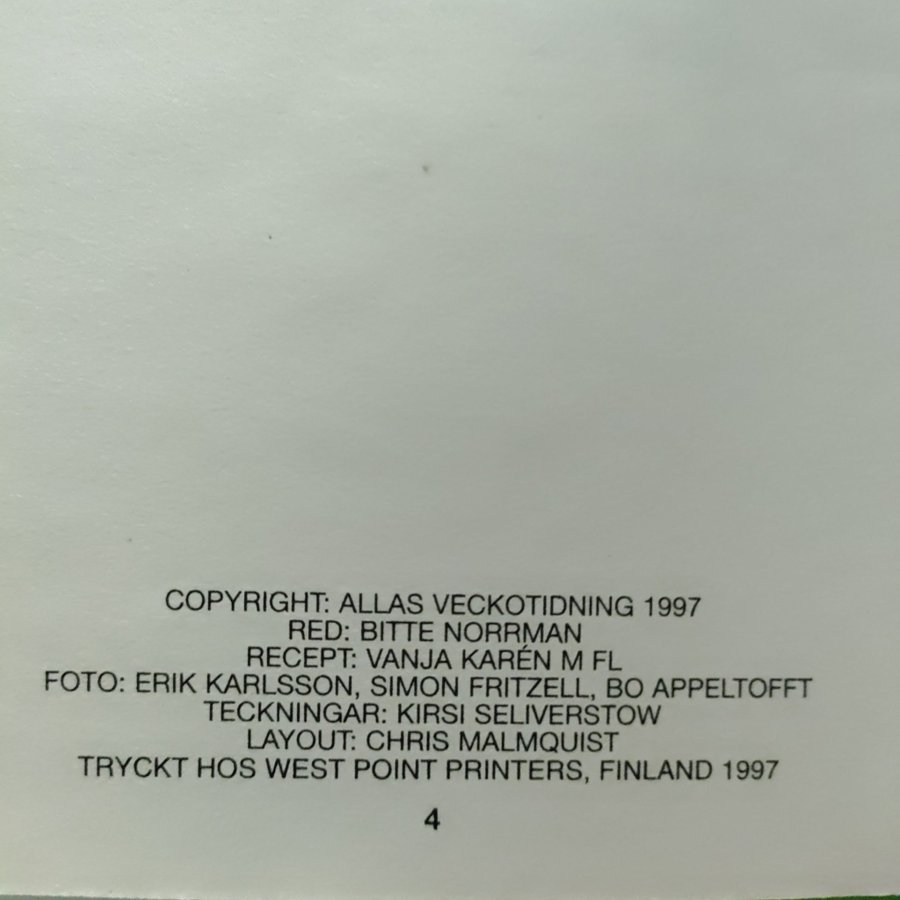 COPYRIGHT: ALLAS VECKOTIDNING 1997
RED: BITTE NORRMAN
RECEPT: VANJA KARÉN M FL
FOTO: ERIK KARLSSON, SIMON FRITZELL, BO APPELTOFFT
TECKNINGAR: KIRSI SELIVERSTOW
LAYOUT: CHRIS MALMQUIST
TRYCKT HOS WEST POINT PRINTERS, FINLAND 1997
4